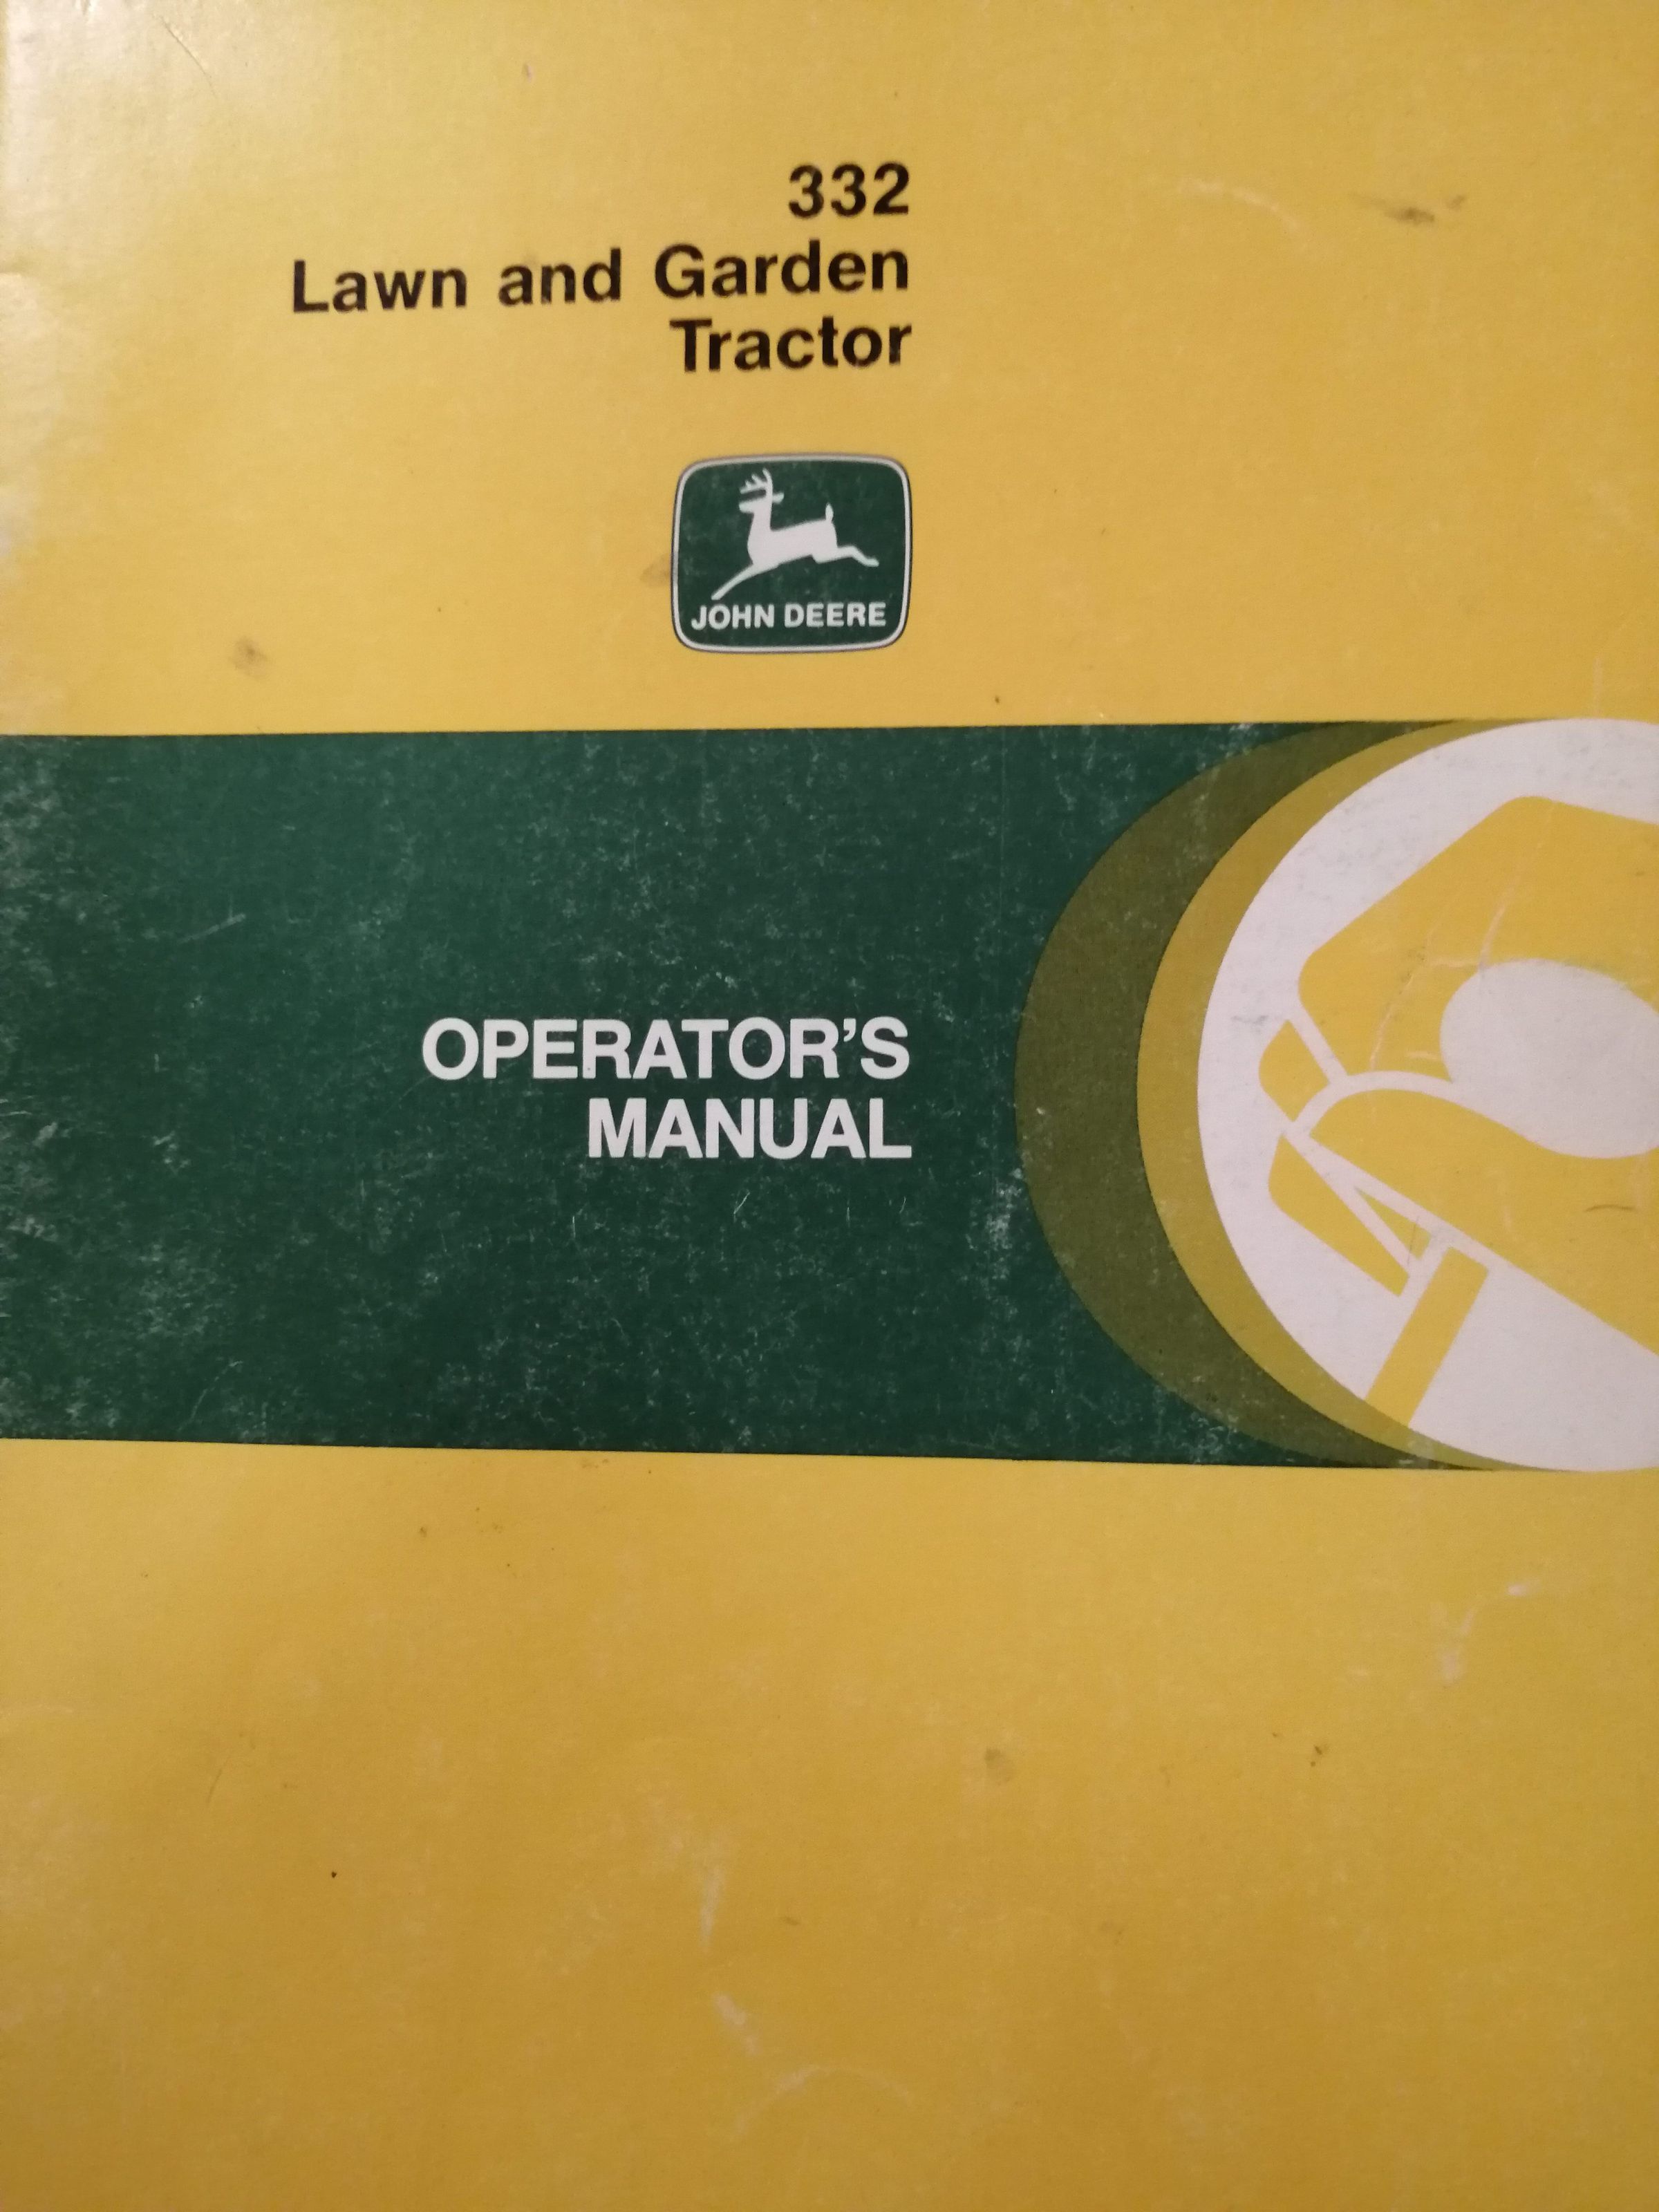 332
Lawn and Garden
Tractor
JOHN DEERE
OPERATOR'S
MANUAL